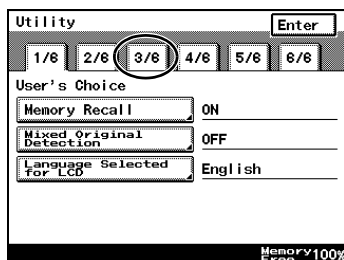 Utility Enter
1/6 2/6 3/6 4/6 5/6 6/6
User's Choice
Memory Recall ON
Mixed Original
Detection OFF
Language Selected
for LCD English
Memory
Free 100%